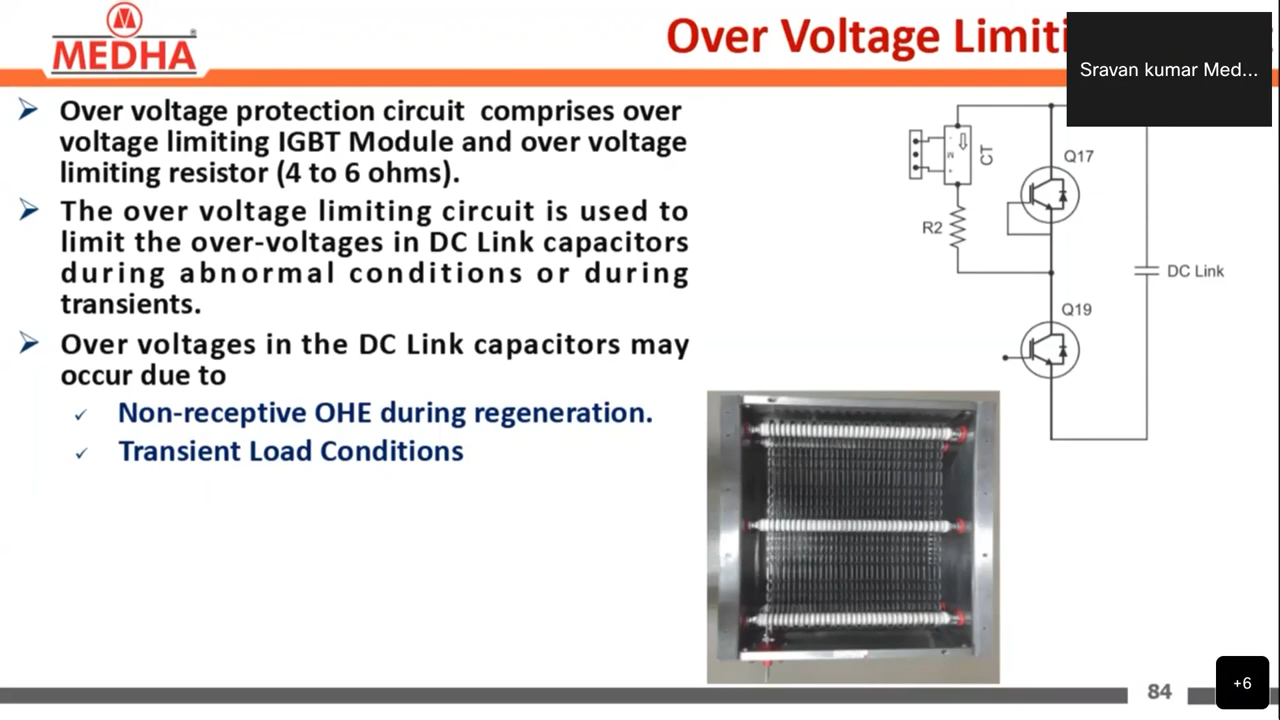 MEDHA
Over Voltage Limiti
Sravan kumar Med...
Over voltage protection circuit comprises over
voltage limiting IGBT Module and over voltage
limiting resistor (4 to 6 ohms).
The over voltage limiting circuit is used to
limit the over-voltages in DC Link capacitors
during abnormal conditions or during
transients.
Over voltages in the DC Link capacitors may
occur due to
Non-receptive OHE during regeneration.
Transient Load Conditions
CT
Q17
R2
DC Link
Q19
84
+6